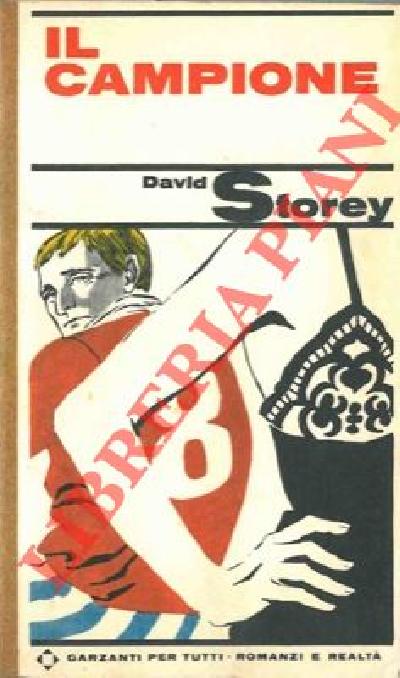 IL
CAMPIONE
David Storey
8
LIBRERIA PIANI
GARZANTI PER TUTTI · ROMANZI E REALTÀ